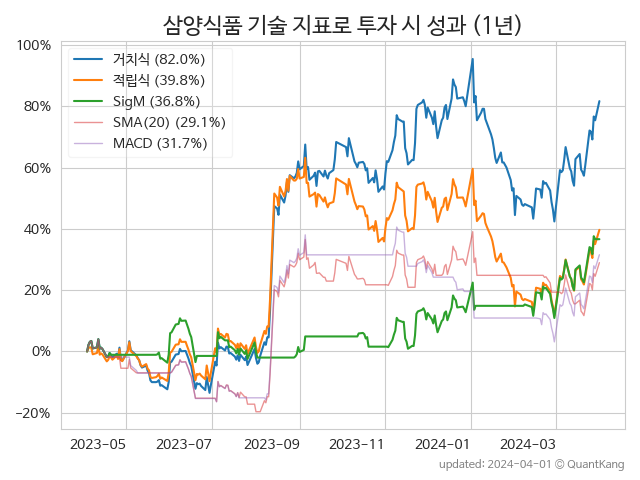 삼양식품 기술 지표로 투자 시 성과 (1년)
100%
80%
60%
40%
20%
0%
−20%
거치식 (82.0%)
적립식 (39.8%)
SigM (36.8%)
SMA(20) (29.1%)
MACD (31.7%)
2023-05
2023-07
2023-09
2023-11
2024-01
2024-03
updated: 2024-04-01 © QuantKang